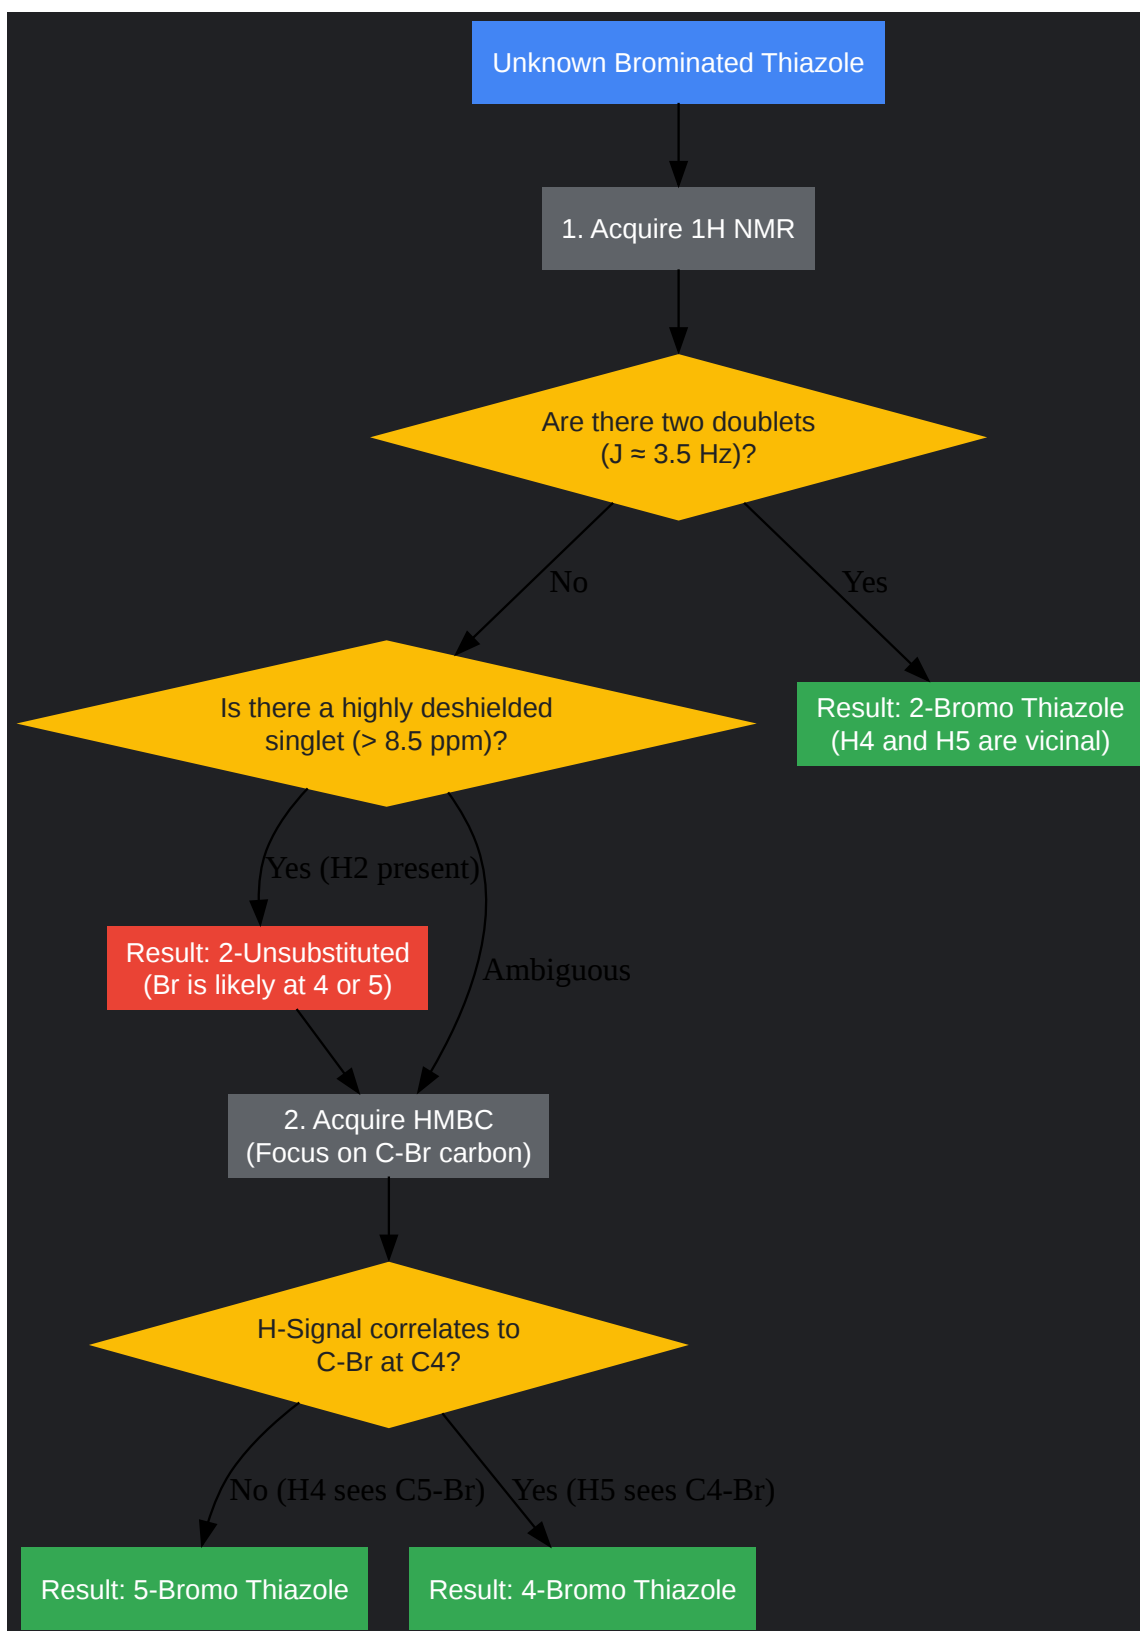 Unknown Brominated Thiazole
1. Acquire 1H NMR
Are there two doublets
(J ≈ 3.5 Hz)?
No
Yes
Is there a highly deshielded
singlet (> 8.5 ppm)?
Result: 2-Bromo Thiazole
(H4 and H5 are vicinal)
Yes (H2 present)
Result: 2-Unsubstituted
(Br is likely at 4 or 5)
Ambiguous
2. Acquire HMBC
(Focus on C-Br carbon)
H-Signal correlates to
C-Br at C4?
No (H4 sees C5-Br)
Yes (H5 sees C4-Br)
Result: 5-Bromo Thiazole
Result: 4-Bromo Thiazole